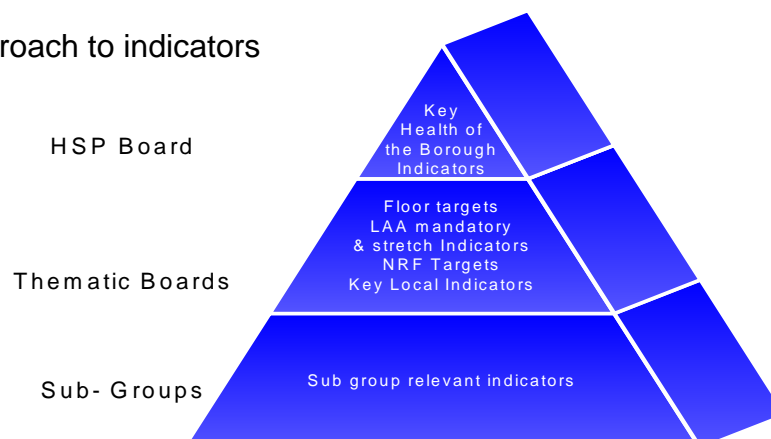 roach to indicators
HSP Board
Key
Health of
the Borough
Indicators
Thematic Boards
Floor targets
LAA mandatory
& stretch Indicators
NRF Targets
Key Local Indicators
Sub- Groups
Sub group relevant indicators